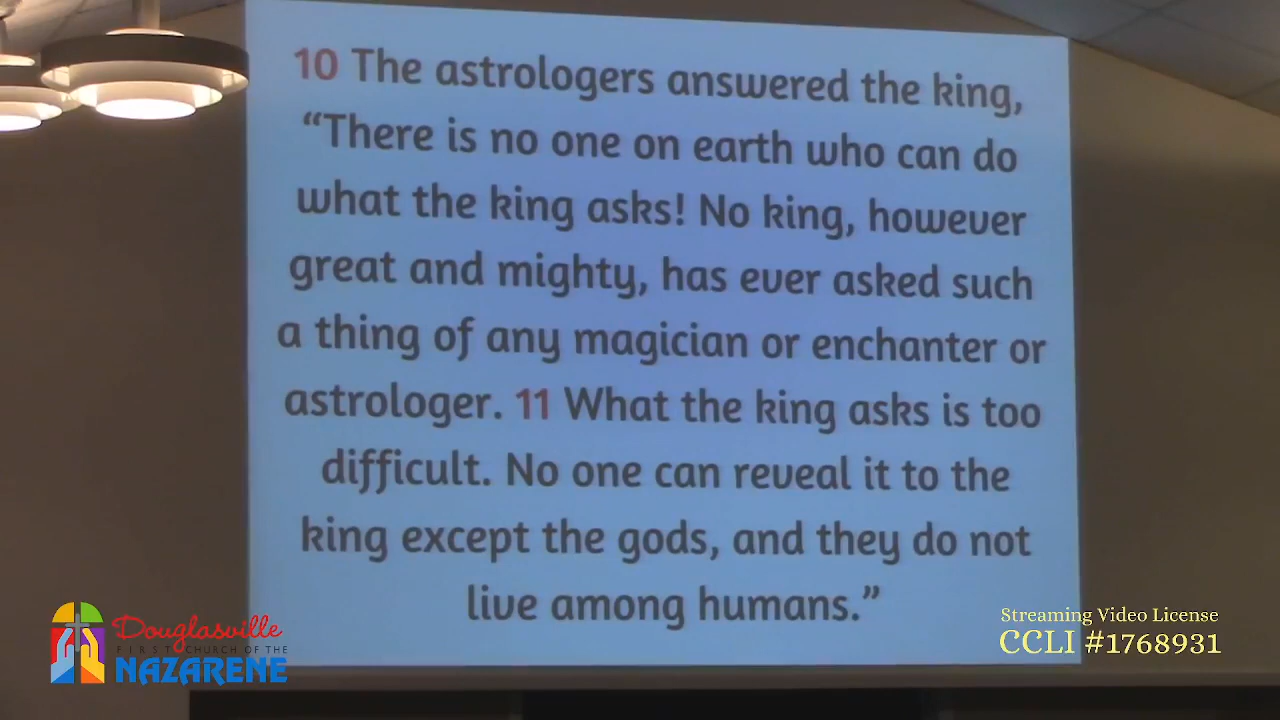 10 The astrologers answered the king,
“There is no one on earth who can do
what the king asks! No king, however
great and mighty, has ever asked such
a thing of any magician or enchanter or
astrologer. 11 What the king asks is too
difficult. No one can reveal it to the
king except the gods, and they do not
live among humans.”
Douglasville
FIRST CHURCH OF THE
NAZARENE
Streaming Video License
CCLI #1768931